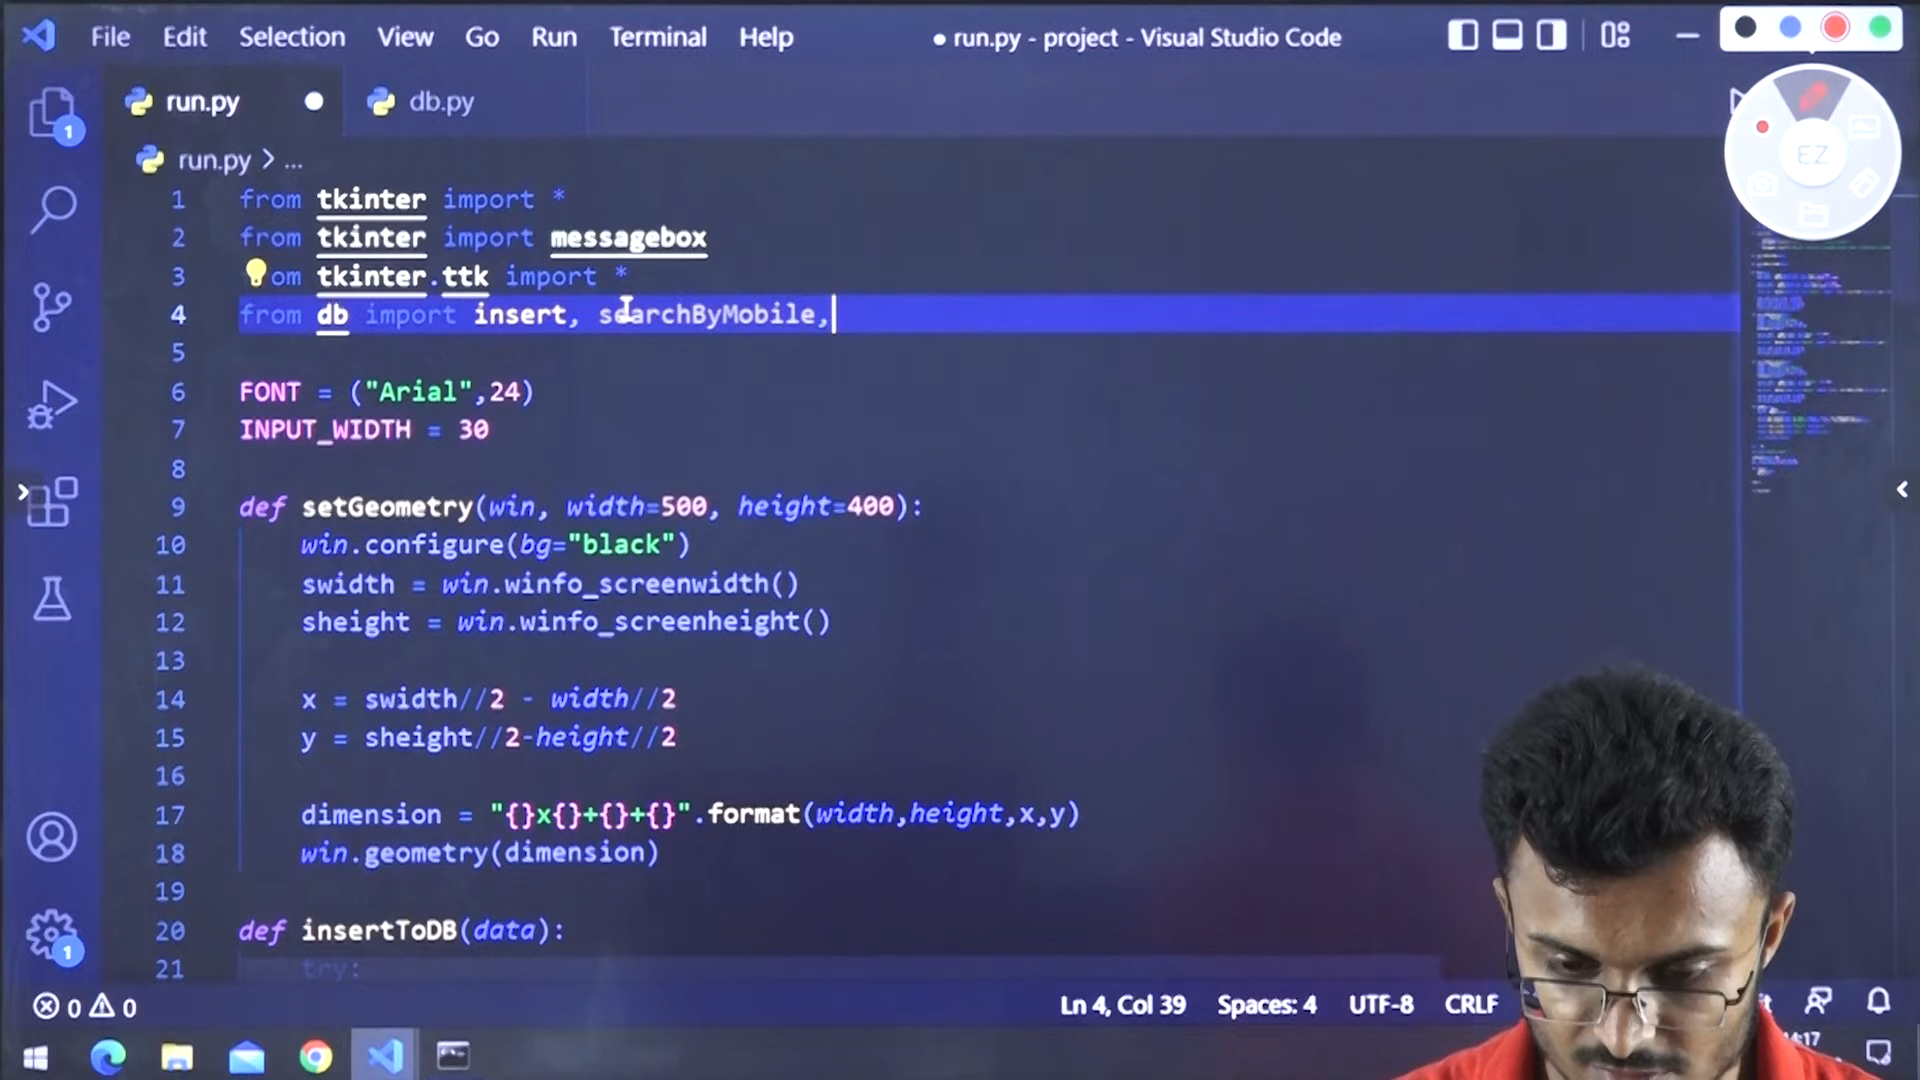 File Edit Selection View Go Run Terminal Help
run.py - project - Visual Studio Code
run.py
db.py
run.py > ...
EZ
1 from tkinter import *
2 from tkinter import messagebox
3 om tkinter.ttk import *
4 from db import insert, searchByMobile,
5
6 FONT = ("Arial",24)
7 INPUT_WIDTH = 30
8
9 def setGeometry(win, width=500, height=400):
10 win.configure(bg="black")
11 swidth = win.winfo_screenwidth()
12 sheight = win.winfo_screenheight()
13
14 x = swidth//2 - width//2
15 y = sheight//2-height//2
16
17 dimension = "{}x{}+{}+{}".format(width,height,x,y)
18 win.geometry(dimension)
19
20 def insertToDB(data):
21 try:
1
1
0 0
Ln 4, Col 39 Spaces: 4 UTF-8 CRLF